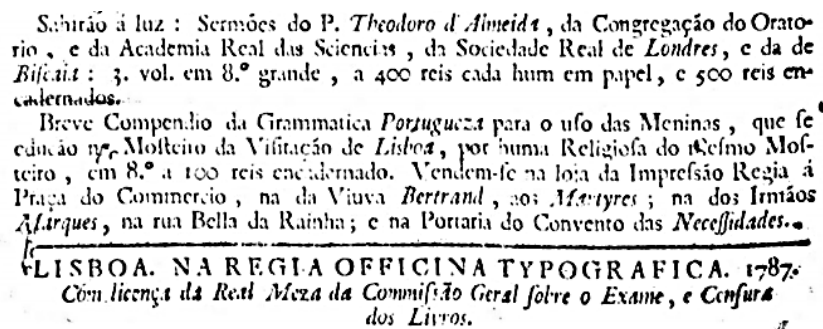 Sahirão á luz : Sermões do P. Theodoro d'Almeida, da Congregação do Orato-
rio, e da Academia Real das Sciencias, da Sociedade Real de Londres, e da de
Biſcaia : 3. vol. em 8.º grande, a 400 reis cada hum em papel, e 500 reis en-
cadernados.
Breve Compendio da Grammatica Portugueza para o uſo das Meninas, que ſe
educão no Moſteiro da Viſitação de Lisboa, por huma Religioſa do meſmo Moſ-
teiro, em 8.º a 100 reis encadernado. Vendem-ſe na loja da Impreſsão Regia á
Praça do Commercio, na da Viuva Bertrand, aos Martyres ; na dos Irmãos
Marques, na rua Bella da Rainha; e na Portaria do Convento das Neceſſidades.
LISBOA. NA REGIA OFFICINA TYPOGRAFICA. 1787.
Com licença da Real Meza da Commiſsão Geral ſobre o Exame, e Cenſura
dos Livros.